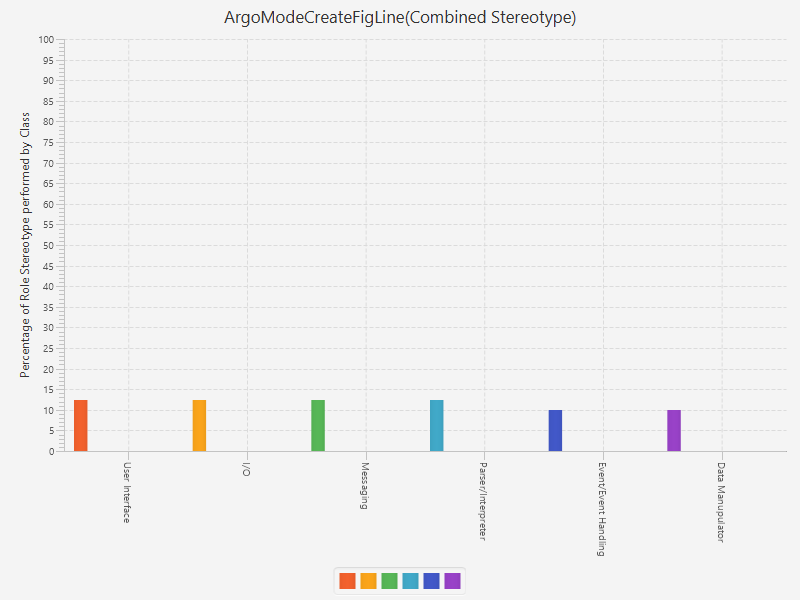 ArgoModeCreateFigLine(Combined Stereotype)
Percentage of Role Stereotype performed by Class
100
95
90
85
80
75
70
65
60
55
50
45
40
35
30
25
20
15
10
5
0
User Interface
I/O
Messaging
Parser/Interpreter
Event/Event Handling
Data Manupulator